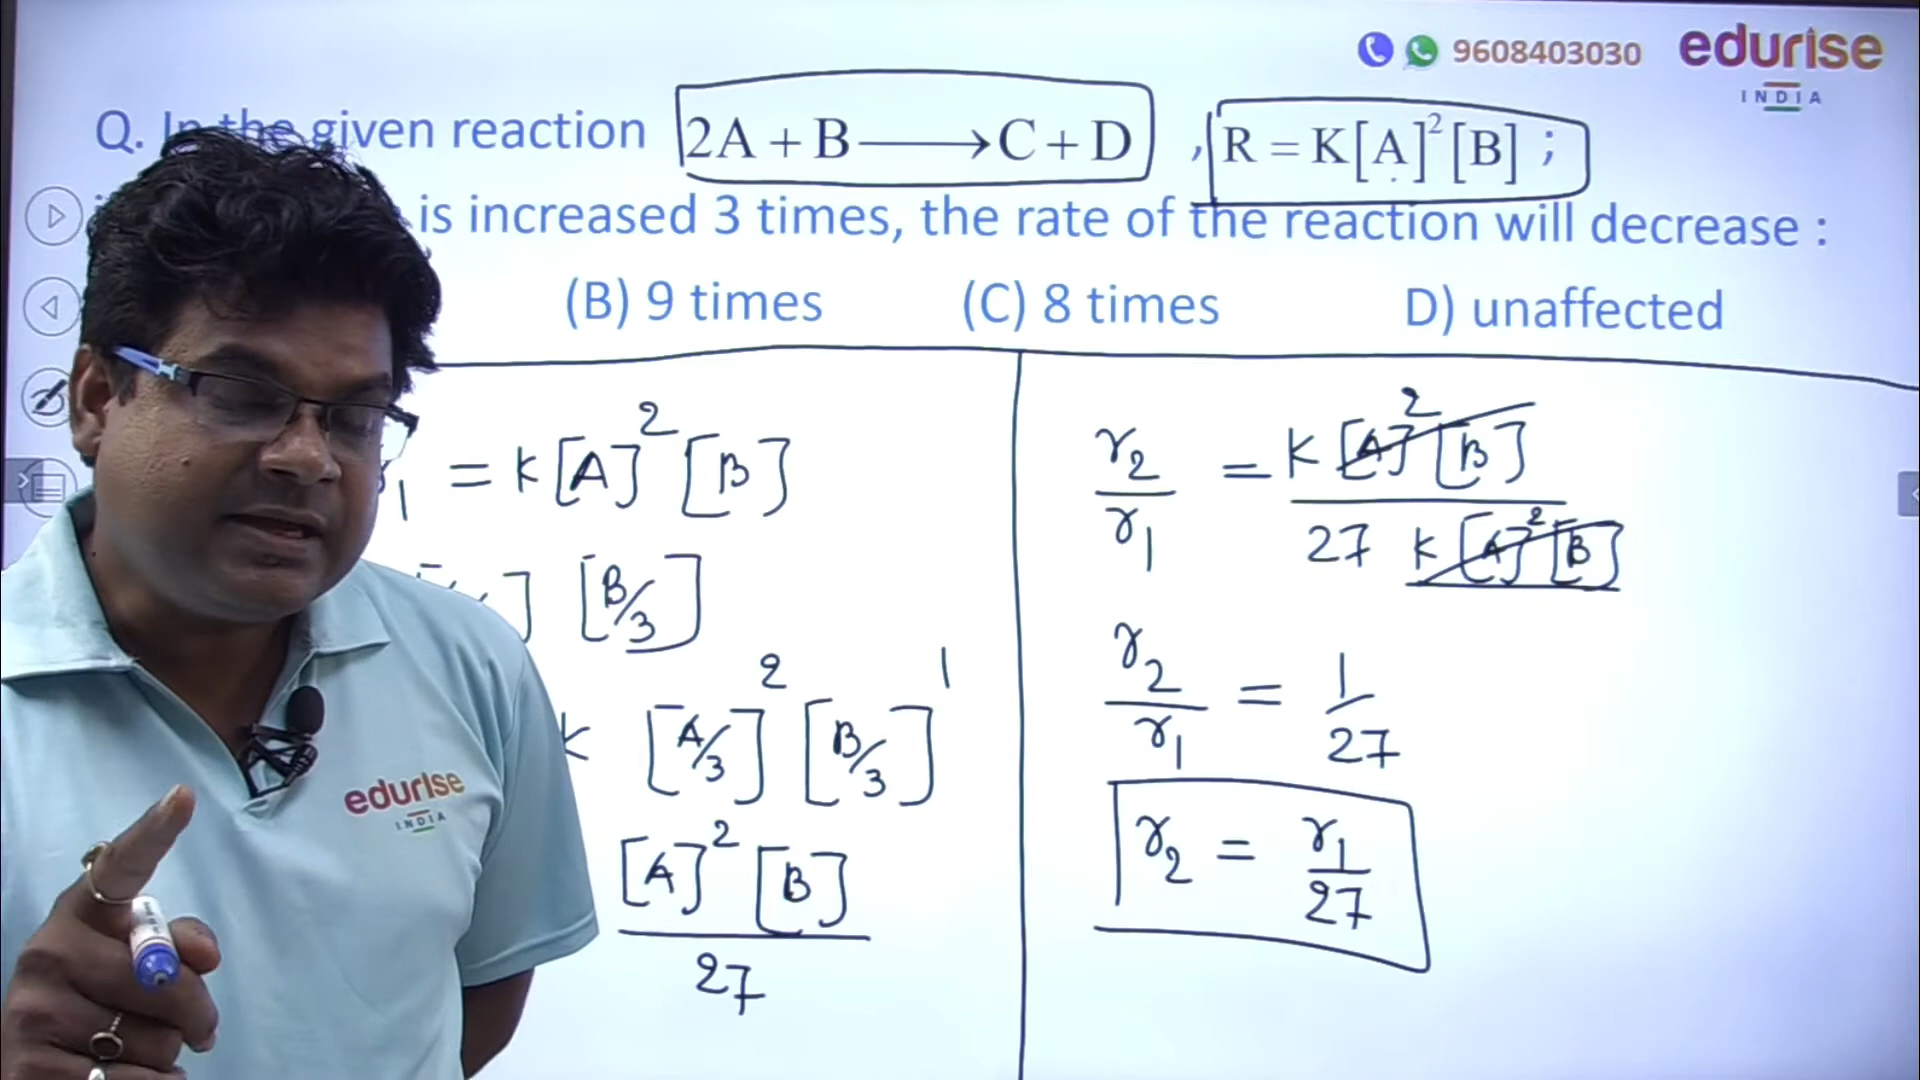 9608403030 edurise
INDIA
Q. In the given reaction 2A + B ⟶ C + D , R = K[A]²[B] ;
is increased 3 times, the rate of the reaction will decrease :
(B) 9 times (C) 8 times D) unaffected
1 = K[A]² [B]
] [B/3]
K [A/3]² [B/3]¹
[A]² [B]
27
r₂/r₁ = K [A]² [B] / 27 K [A]² [B]
r₂/r₁ = 1/27
r₂ = r₁/27
edurise
INDIA